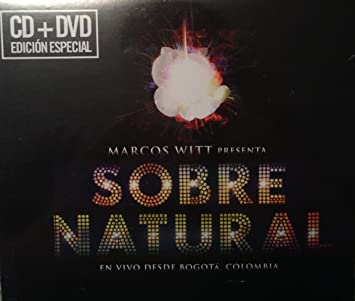 CD+DVD
EDICIÓN ESPECIAL
MARCOS WITT PRESENTA
SOBRE
NATURAL
EN VIVO DESDE BOGOTÁ, COLOMBIA